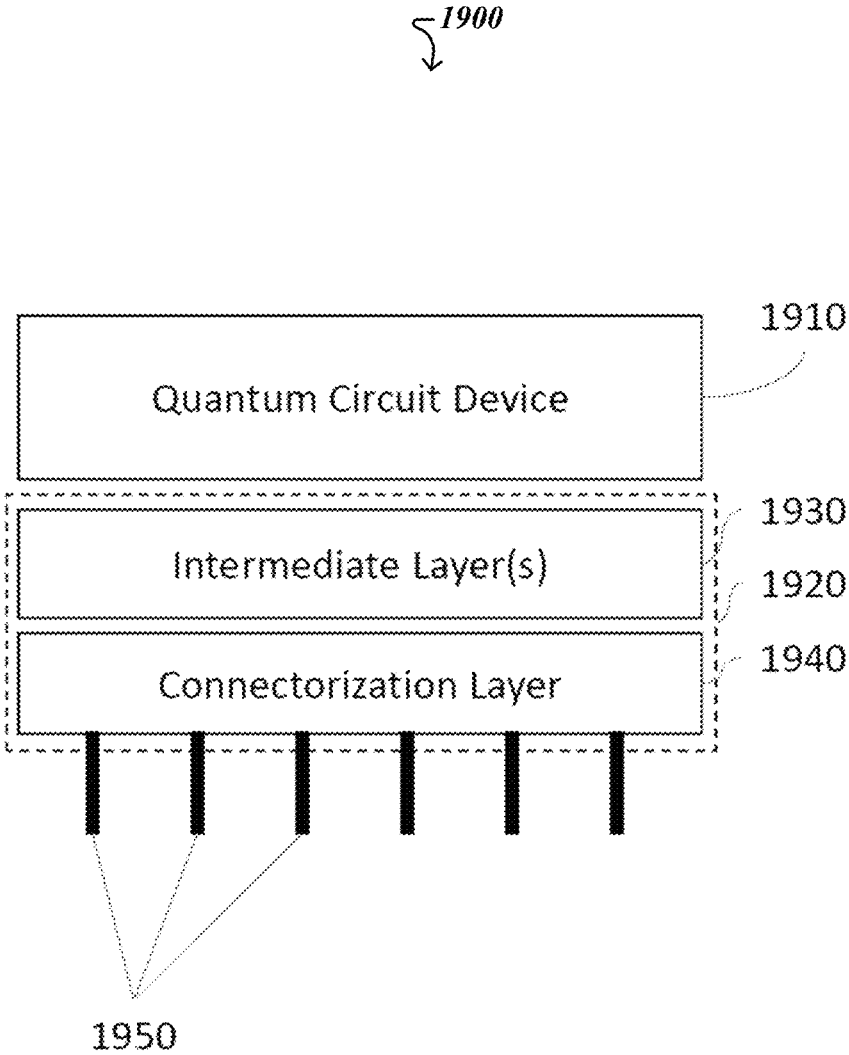 1900
1910
Quantum Circuit Device
1930
Intermediate Layer(s)
1920
1940
Connectorization Layer
1950